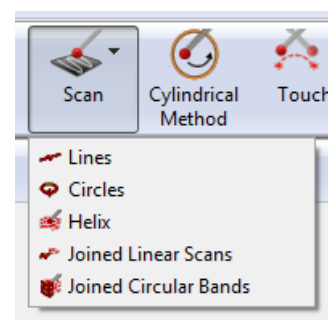 Scan
Cylindrical
Method
Touch
Lines
Circles
Helix
Joined Linear Scans
Joined Circular Bands